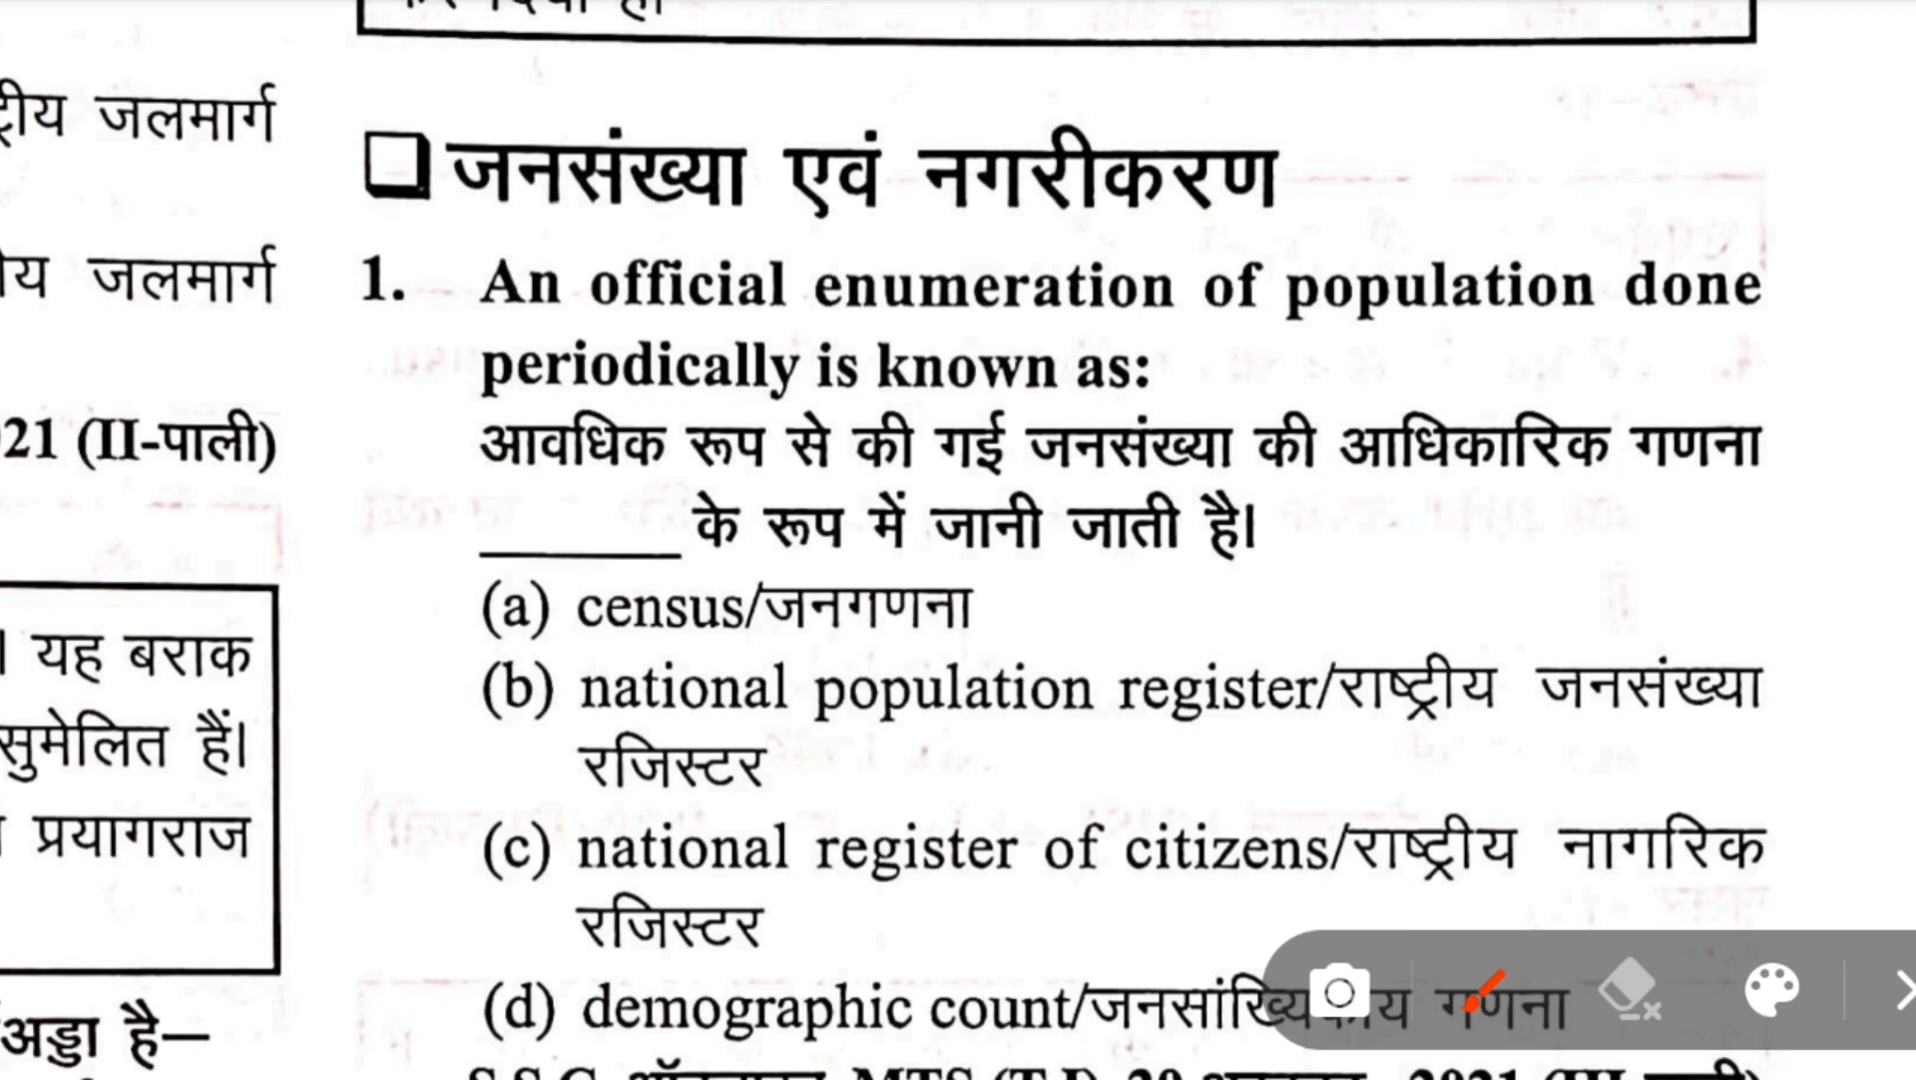 ट्रीय जलमार्ग
जलमार्ग
21 (II-पाली)
यह बराक
सुमेलित हैं।
प्रयागराज
अड्डा है–
❑ जनसंख्या एवं नगरीकरण
1. An official enumeration of population done
periodically is known as:
आवधिक रूप से की गई जनसंख्या की आधिकारिक गणना
______ के रूप में जानी जाती है।
(a) census/जनगणना
(b) national population register/राष्ट्रीय जनसंख्या
रजिस्टर
(c) national register of citizens/राष्ट्रीय नागरिक
रजिस्टर
(d) demographic count/जनसांख्यिकीय गणना